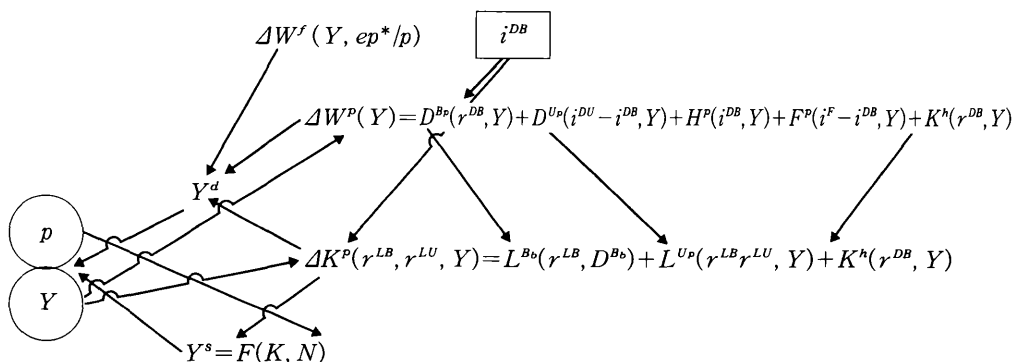 ΔW^f(Y, ep*/p)
i^{DB}
ΔW^p(Y)=D^{Bp}(r^{DB}, Y)+D^{Up}(i^{DU}-i^{DB}, Y)+H^p(i^{DB}, Y)+F^p(i^F-i^{DB}, Y)+K^h(r^{DB}, Y)
Y^d
p
ΔK^p(r^{LB}, r^{LU}, Y)=L^{Bb}(r^{LB}, D^{Bb})+L^{Up}(r^{LB}r^{LU}, Y)+K^h(r^{DB}, Y)
Y
Y^s=F(K, N)